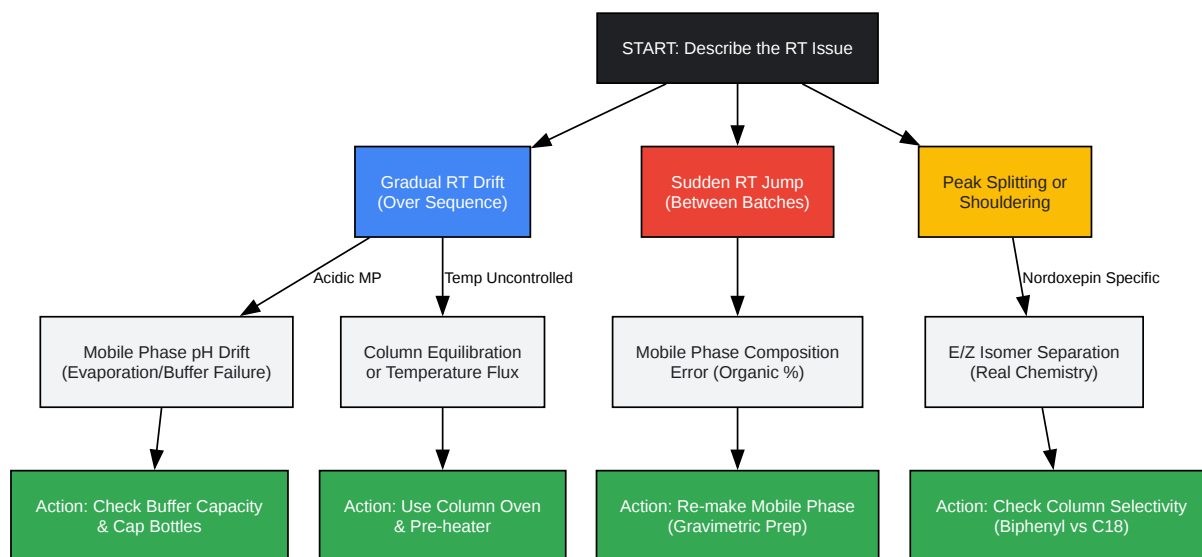 START: Describe the RT Issue
Gradual RT Drift
(Over Sequence)
Sudden RT Jump
(Between Batches)
Peak Splitting or
Shouldering
Acidic MP
Temp Uncontrolled
Nordoxepin Specific
Mobile Phase pH Drift
(Evaporation/Buffer Failure)
Column Equilibration
or Temperature Flux
Mobile Phase Composition
Error (Organic %)
E/Z Isomer Separation
(Real Chemistry)
Action: Check Buffer Capacity
& Cap Bottles
Action: Use Column Oven
& Pre-heater
Action: Re-make Mobile Phase
(Gravimetric Prep)
Action: Check Column Selectivity
(Biphenyl vs C18)